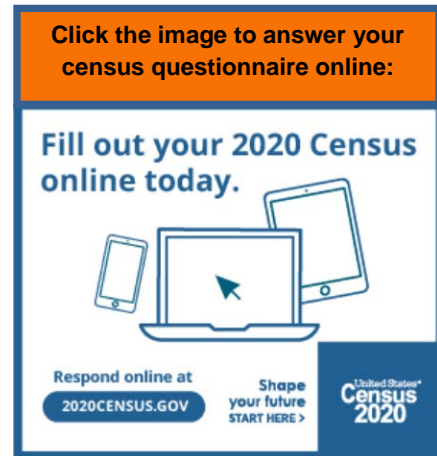 Click the image to answer your
census questionnaire online:
Fill out your 2020 Census
online today.
Respond online at
2020CENSUS.GOV
Shape
your future
START HERE >
United States®
Census
2020